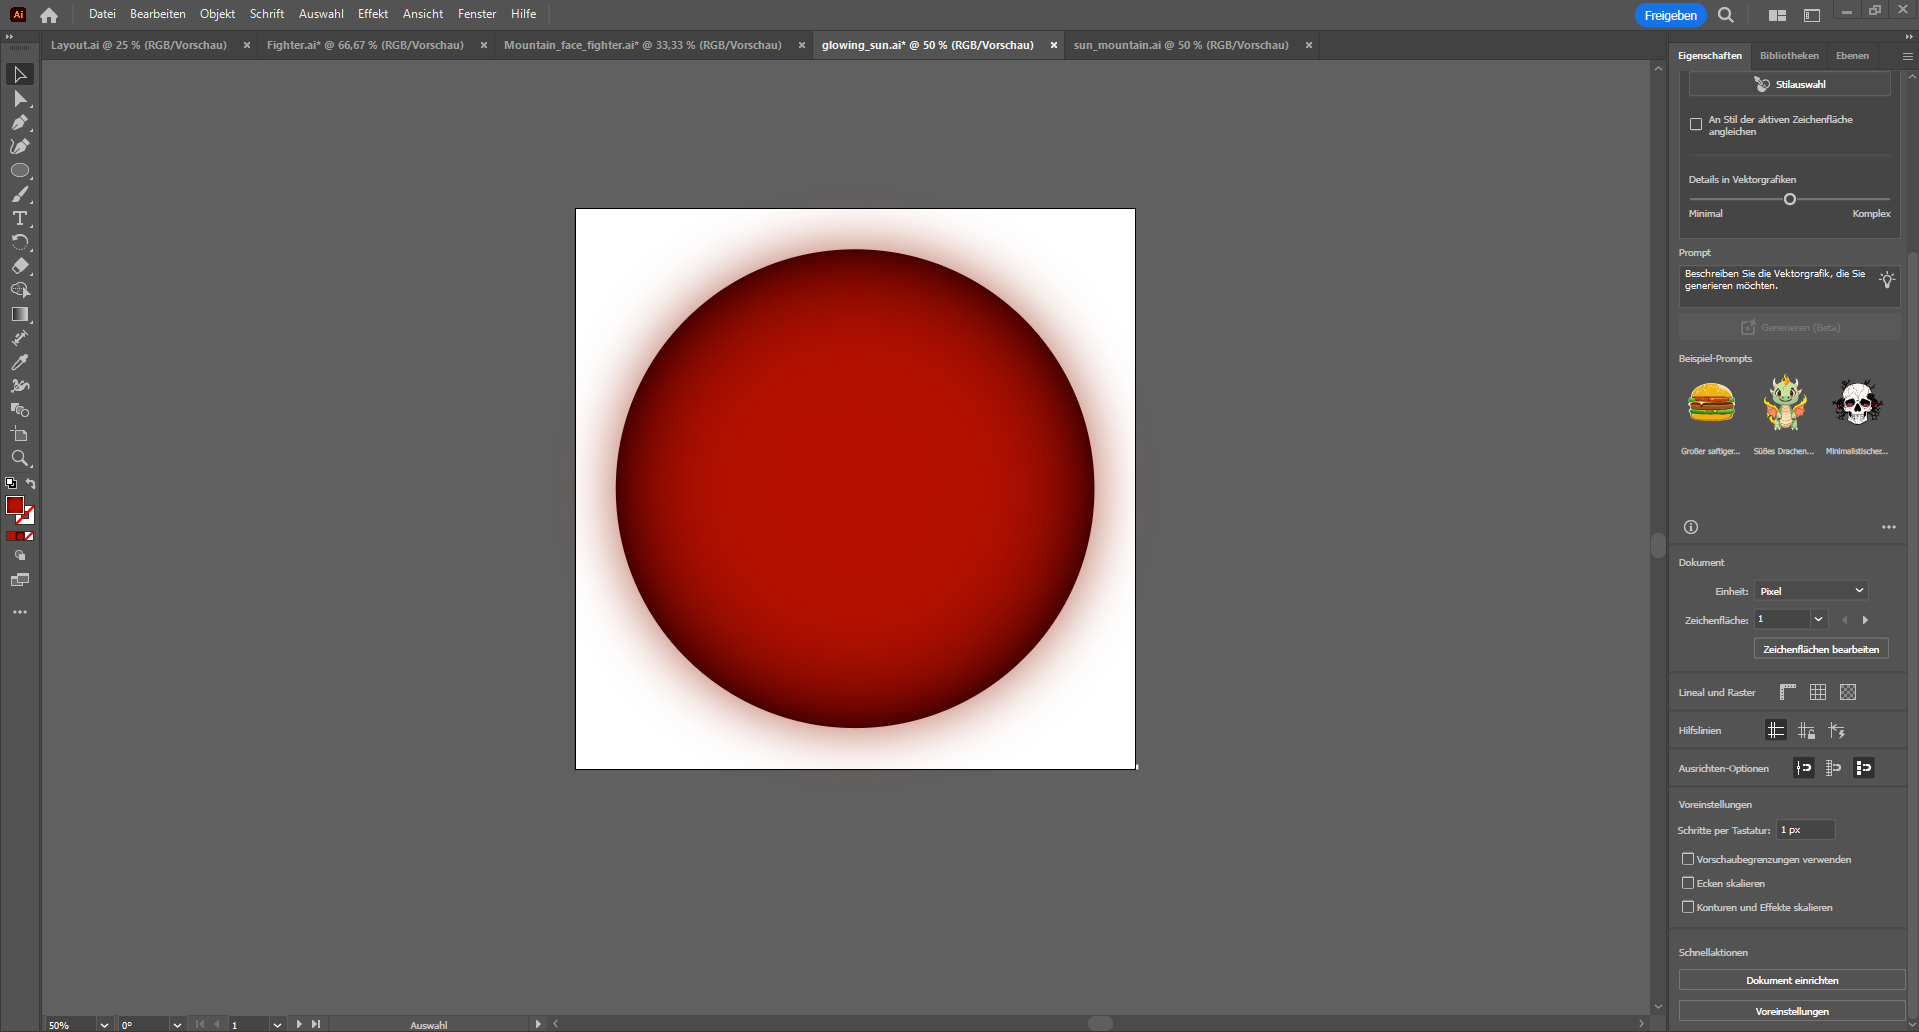 Ai
Datei Bearbeiten Objekt Schrift Auswahl Effekt Ansicht Fenster Hilfe
Freigeben
Layout.ai @ 25 % (RGB/Vorschau)
Fighter.ai* @ 66,67 % (RGB/Vorschau)
Mountain_face_fighter.ai* @ 33,33 % (RGB/Vorschau)
glowing_sun.ai* @ 50 % (RGB/Vorschau)
sun_mountain.ai @ 50 % (RGB/Vorschau)
Eigenschaften Bibliotheken Ebenen
Stilauswahl
An Stil der aktiven Zeichenfläche
angleichen
Details in Vektorgrafiken
Minimal Komplex
Prompt
Beschreiben Sie die Vektorgrafik, die Sie
generieren möchten.
Generieren (Beta)
Beispiel-Prompts
Großer saftiger... Süßes Drachen... Minimalistischer...
Dokument
Einheit: Pixel
Zeichenfläche: 1
Zeichenflächen bearbeiten
Lineal und Raster
Hilfslinien
Ausrichten-Optionen
Voreinstellungen
Schritte per Tastatur: 1 px
Vorschaubegrenzungen verwenden
Ecken skalieren
Konturen und Effekte skalieren
Schnellaktionen
Dokument einrichten
Voreinstellungen
50% 0° 1 Auswahl